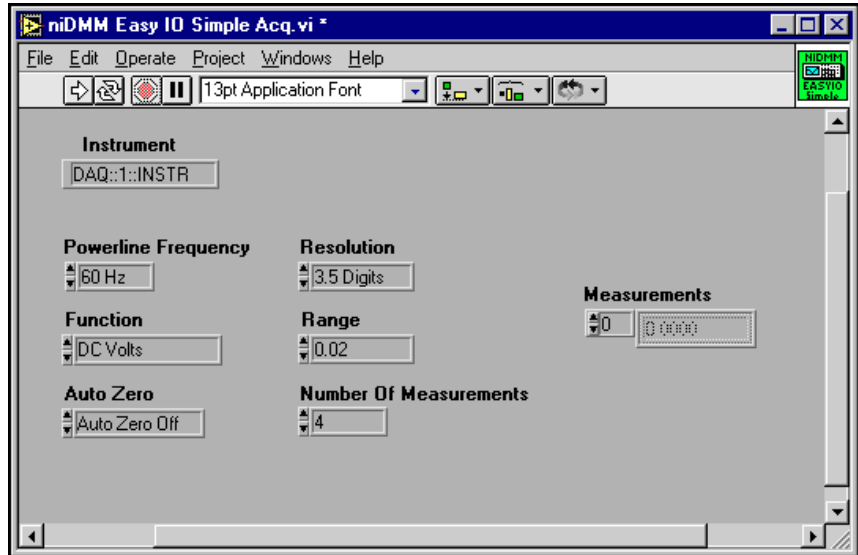 niDMM Easy IO Simple Acq.vi *
File Edit Operate Project Windows Help
NIDMM
EASYIO
Simple
13pt Application Font
Instrument
DAQ::1::INSTR
Powerline Frequency
60 Hz
Resolution
3.5 Digits
Function
DC Volts
Range
0.02
Measurements
0
Auto Zero
Auto Zero Off
Number Of Measurements
4